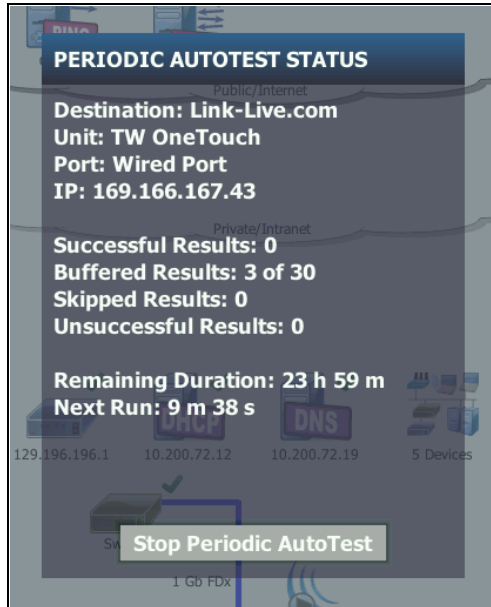 PING
PERIODIC AUTOTEST STATUS
Public/Internet
Destination: Link-Live.com
Unit: TW OneTouch
Port: Wired Port
IP: 169.166.167.43
Private/Intranet
Successful Results: 0
Buffered Results: 3 of 30
Skipped Results: 0
Unsuccessful Results: 0
Remaining Duration: 23 h 59 m
Next Run: 9 m 38 s
DHCP
DNS
129.196.196.1
10.200.72.12
10.200.72.19
5 Devices
Stop Periodic AutoTest
1 Gb FDx